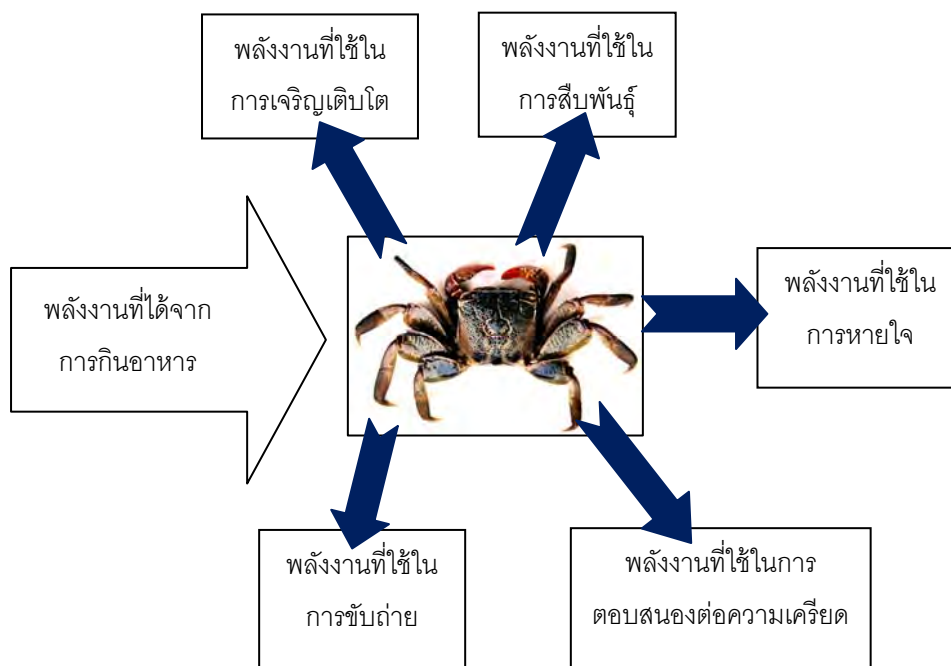 พลังงานที่ใช้ใน
การเจริญเติบโต
พลังงานที่ใช้ใน
การสืบพันธุ์
พลังงานที่ได้จาก
การกินอาหาร
พลังงานที่ใช้ใน
การหายใจ
พลังงานที่ใช้ใน
การขับถ่าย
พลังงานที่ใช้ในการ
ตอบสนองต่อความเครียด